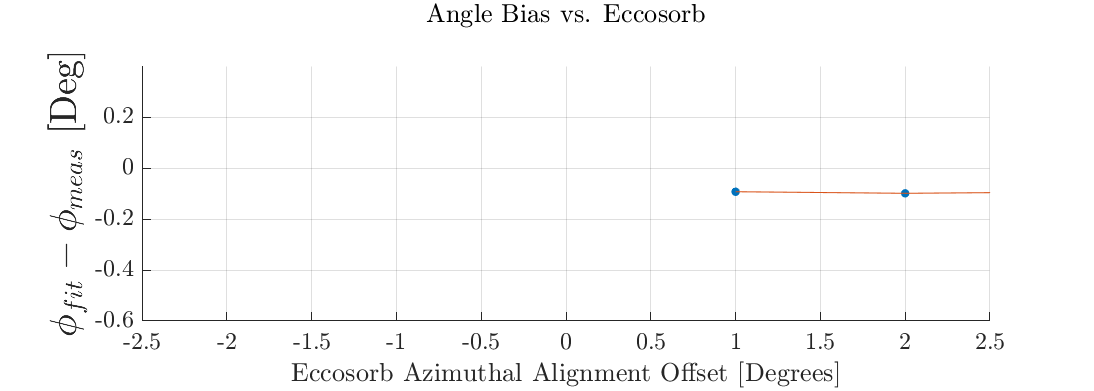 Angle Bias vs. Eccosorb
ϕ_fit − ϕ_meas [Deg]
0.2
0
-0.2
-0.4
-0.6
-2.5 -2 -1.5 -1 -0.5 0 0.5 1 1.5 2 2.5
Eccosorb Azimuthal Alignment Offset [Degrees]